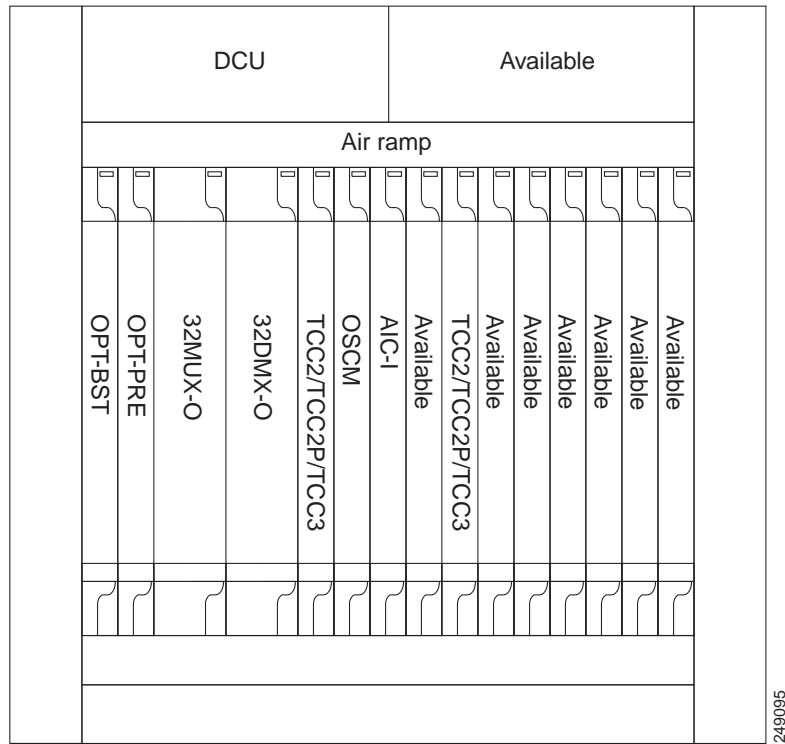 DCU
Available
Air ramp
OPT-BST
OPT-PRE
32MUX-O
32DMX-O
TCC2/TCC2P/TCC3
OSCM
AIC-I
Available
TCC2/TCC2P/TCC3
Available
Available
Available
Available
Available
Available
249095